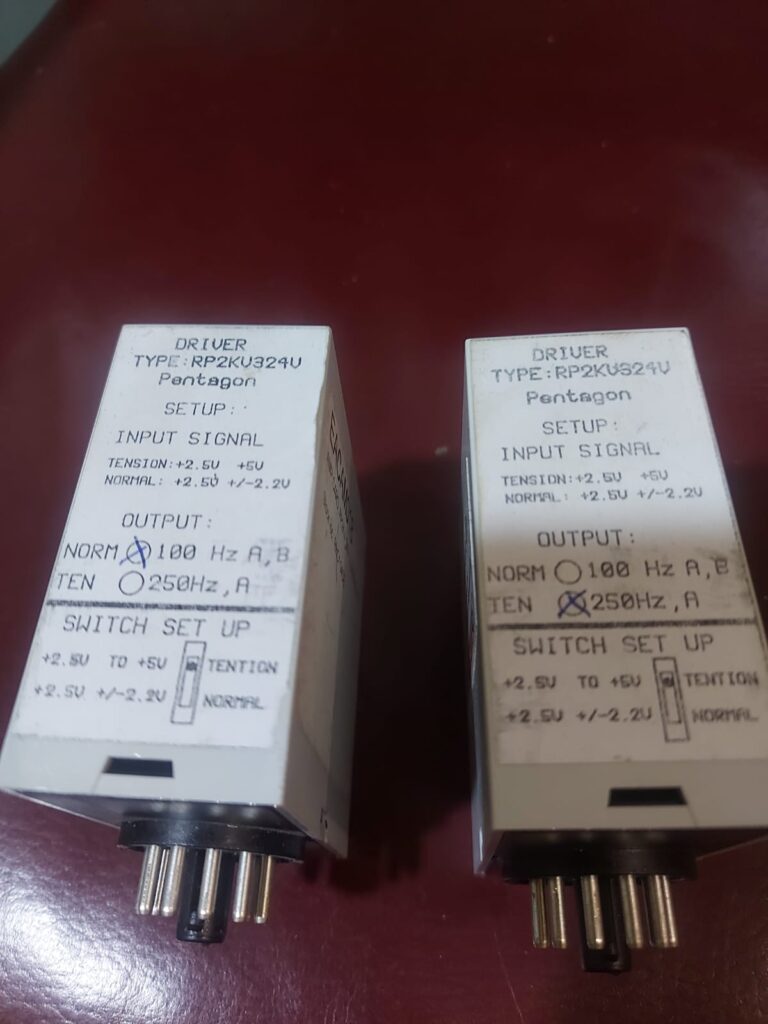 DRIVER
TYPE:RP2KVS24V
Pentagon
SETUP:
INPUT SIGNAL
TENSION:+2.5V +5V
NORMAL: +2.5V +/-2.2V
OUTPUT:
NORM 100 Hz A,B
TEN 250Hz,A
SWITCH SET UP
+2.5V TO +5V TENTION
+2.5V +/-2.2V NORMAL
DRIVER
TYPE:RP2KVS24V
Pentagon
SETUP:
INPUT SIGNAL
TENSION:+2.5V +5V
NORMAL: +2.5V +/-2.2V
OUTPUT:
NORM 100 Hz A,B
TEN 250Hz,A
SWITCH SET UP
+2.5V TO +5V TENTION
+2.5V +/-2.2V NORMAL